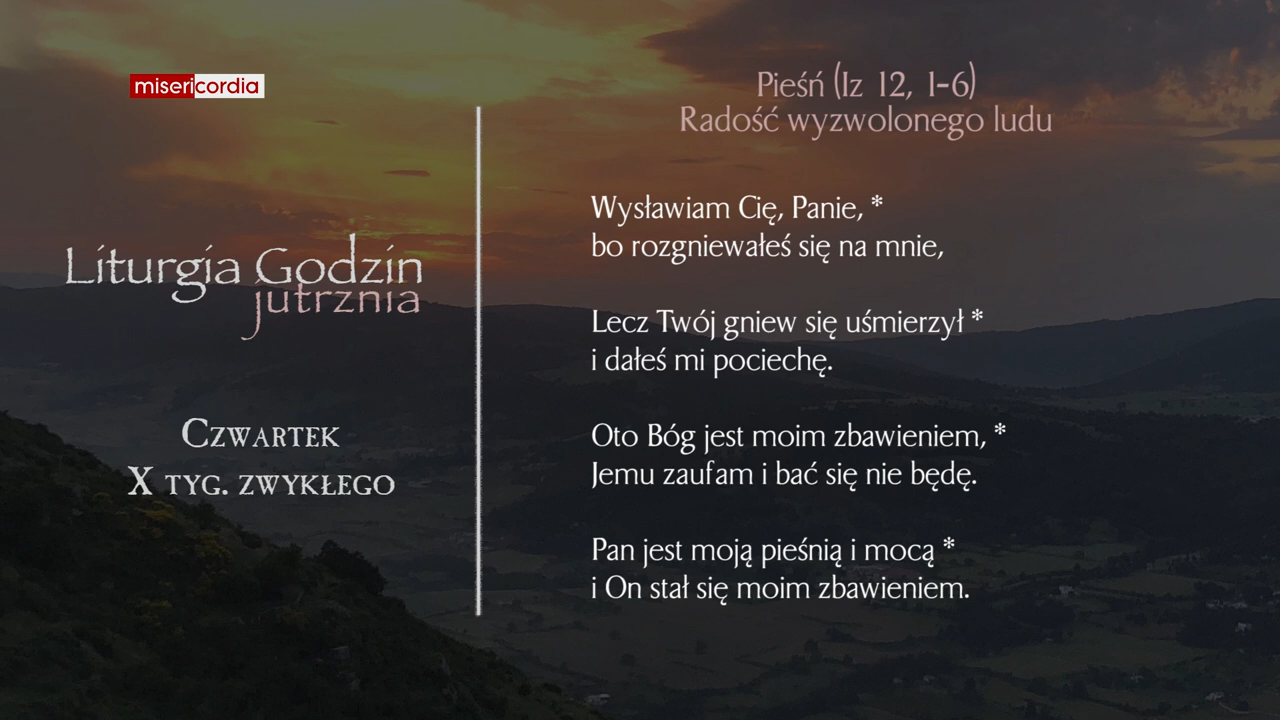 misericordia
Liturgia Godzin
jutrznia
Czwartek
X tyg. zwykłego
Pieśń (Iz 12, 1-6)
Radość wyzwolonego ludu
Wysławiam Cię, Panie, *
bo rozgniewałeś się na mnie,
Lecz Twój gniew się uśmierzył *
i dałeś mi pociechę.
Oto Bóg jest moim zbawieniem, *
Jemu zaufam i bać się nie będę.
Pan jest moją pieśnią i mocą *
i On stał się moim zbawieniem.